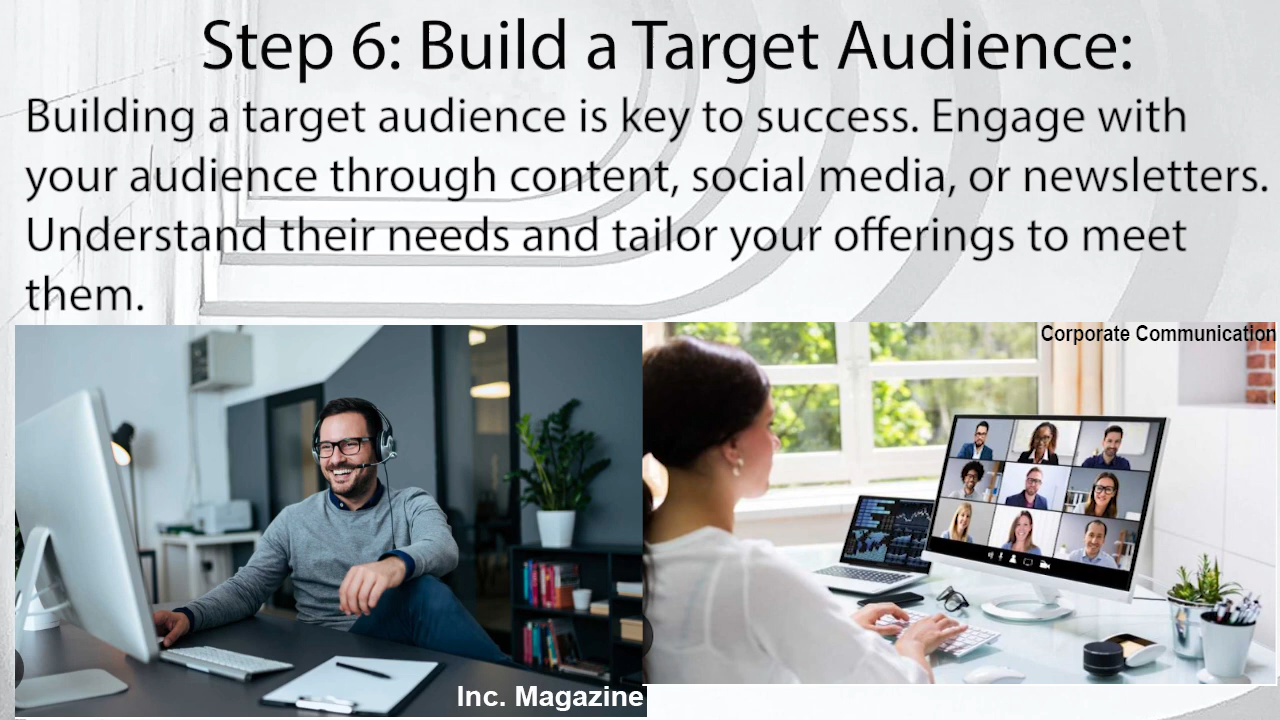 Step 6: Build a Target Audience:
Building a target audience is key to success. Engage with
your audience through content, social media, or newsletters.
Understand their needs and tailor your offerings to meet
them.
Corporate Communication
Inc. Magazine